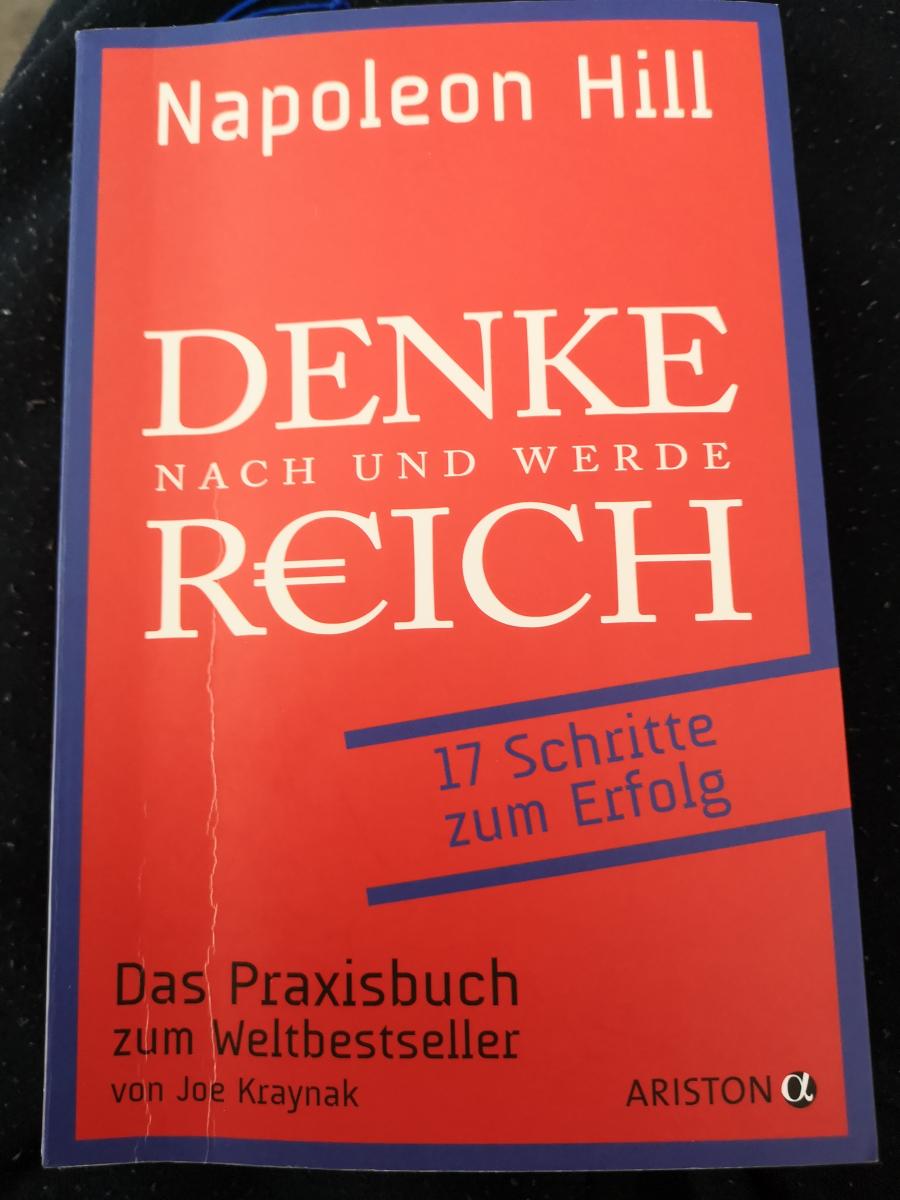 Napoleon Hill
DENKE
NACH UND WERDE
R€ICH
17 Schritte
zum Erfolg
Das Praxisbuch
zum Weltbestseller
von Joe Kraynak
ARISTON α